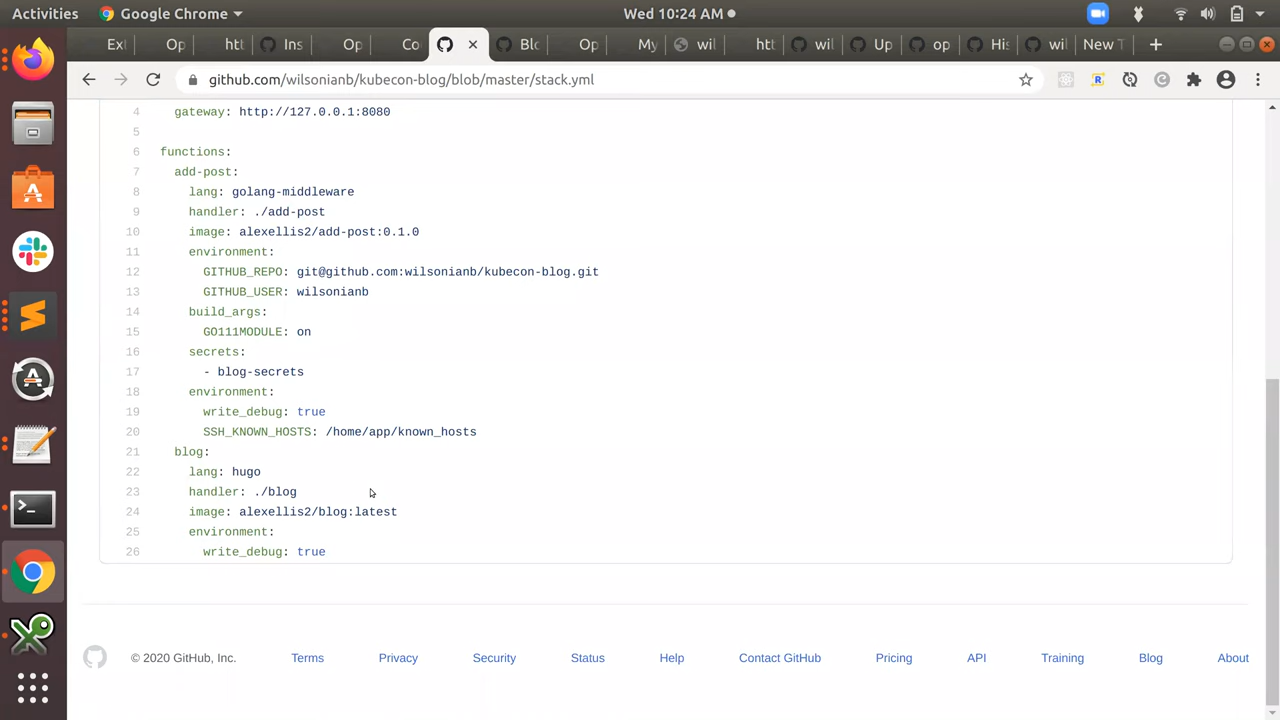 Activities
Google Chrome
Wed 10:24 AM
Ext
Op
htt
Ins
Op
Co
Blo
Op
My
wil
htt
wil
Up
op
His
wil
New T
github.com/wilsonianb/kubecon-blog/blob/master/stack.yml
4 gateway: http://127.0.0.1:8080
5
6 functions:
7 add-post:
8 lang: golang-middleware
9 handler: ./add-post
10 image: alexellis2/add-post:0.1.0
11 environment:
12 GITHUB_REPO: git@github.com:wilsonianb/kubecon-blog.git
13 GITHUB_USER: wilsonianb
14 build_args:
15 GO111MODULE: on
16 secrets:
17 - blog-secrets
18 environment:
19 write_debug: true
20 SSH_KNOWN_HOSTS: /home/app/known_hosts
21 blog:
22 lang: hugo
23 handler: ./blog
24 image: alexellis2/blog:latest
25 environment:
26 write_debug: true
© 2020 GitHub, Inc.
Terms
Privacy
Security
Status
Help
Contact GitHub
Pricing
API
Training
Blog
About